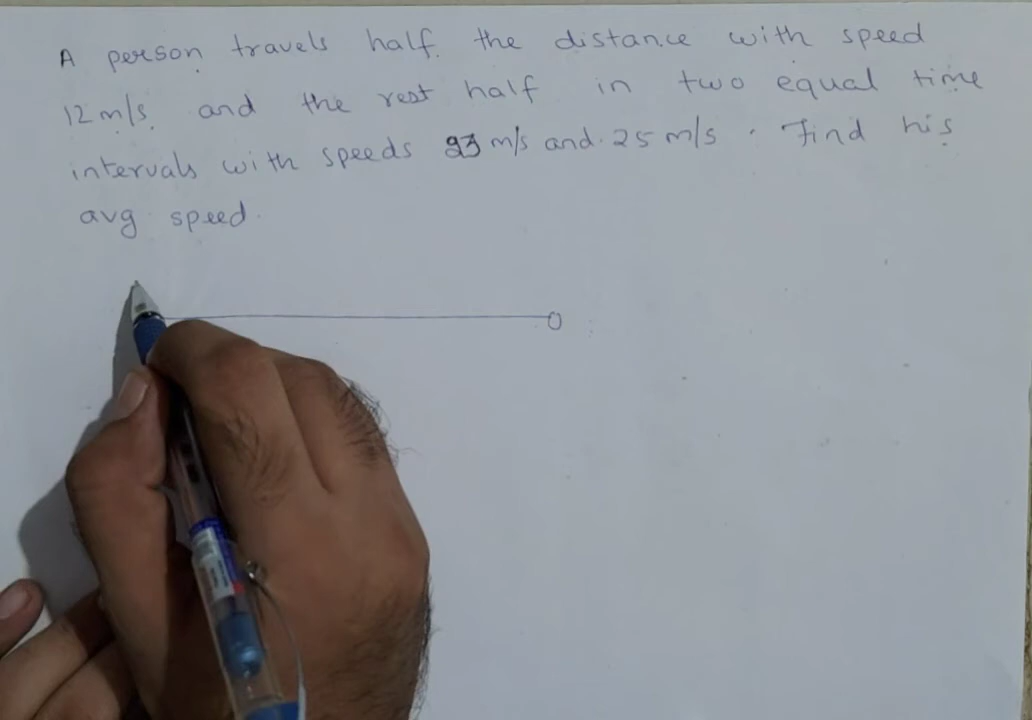 A person travels half the distance with speed
12 m/s and the rest half in two equal time
intervals with speeds 23 m/s and 25 m/s. Find his
avg speed.